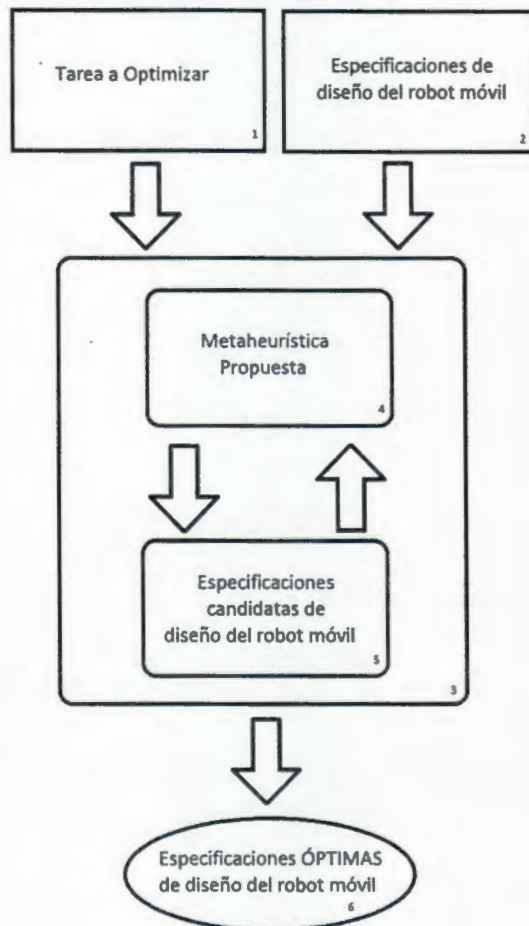 Tarea a Optimizar
1
Especificaciones de
diseño del robot móvil
2
Metaheurística
Propuesta
4
Especificaciones
candidatas de
diseño del robot móvil
5
3
Especificaciones ÓPTIMAS
de diseño del robot móvil
6